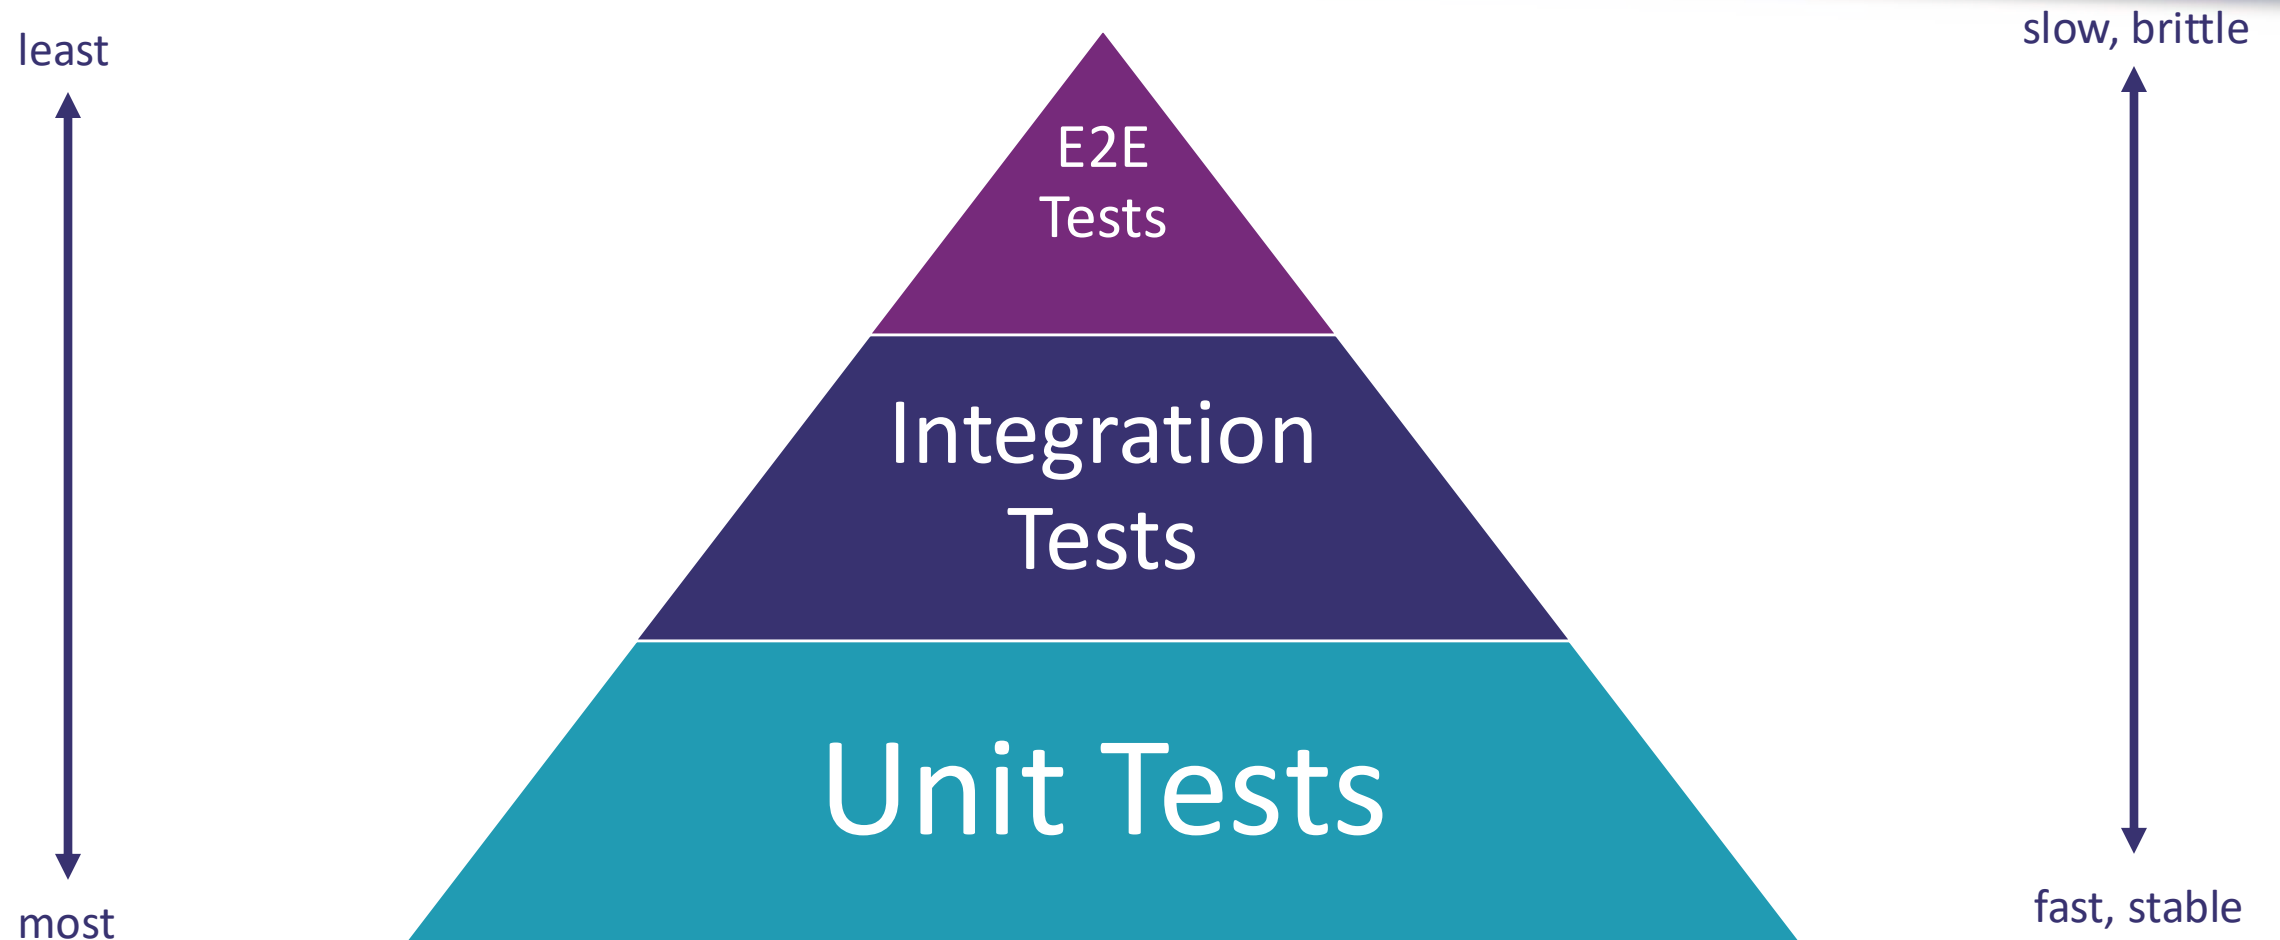 least
slow, brittle
E2E
Tests
Integration
Tests
Unit Tests
most
fast, stable